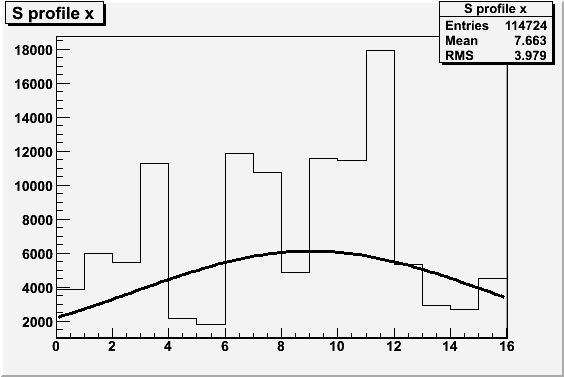 S profile x
S profile x
Entries 114724
Mean 7.663
RMS 3.979
18000
16000
14000
12000
10000
8000
6000
4000
2000
0 2 4 6 8 10 12 14 16